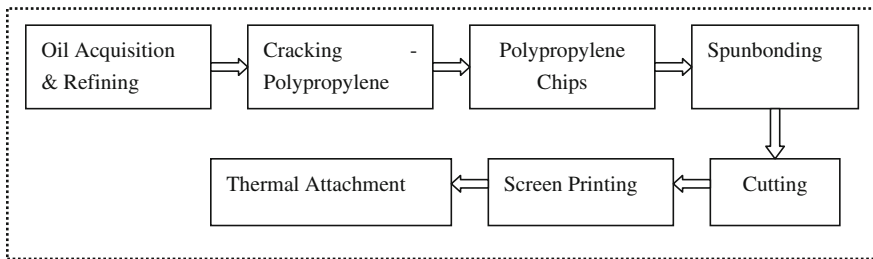 Oil Acquisition
& Refining
Cracking -
Polypropylene
Polypropylene
Chips
Spunbonding
Thermal Attachment
Screen Printing
Cutting